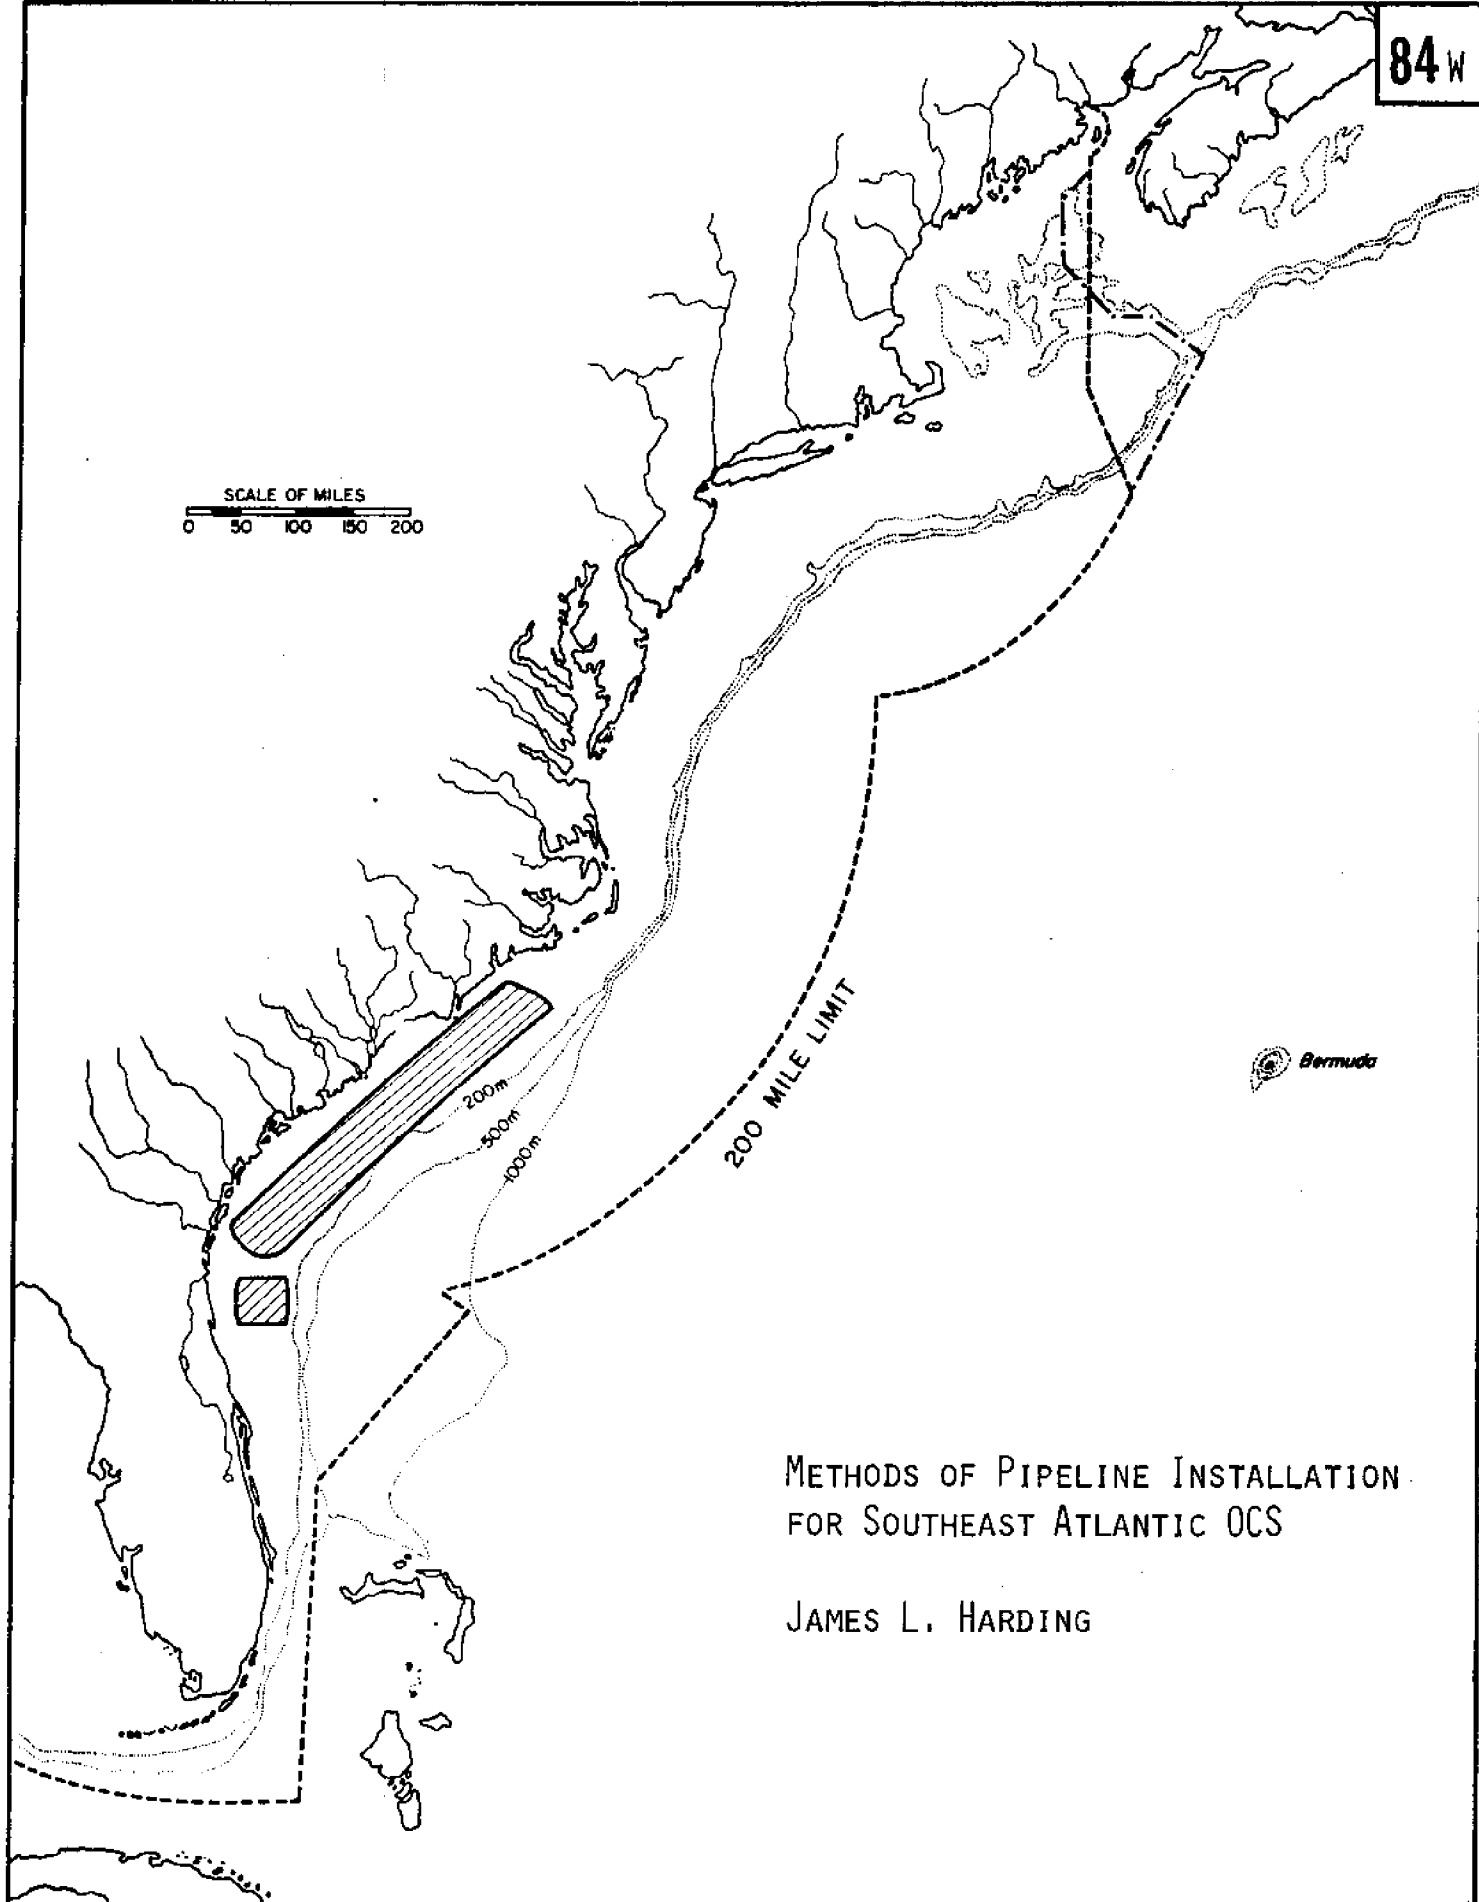 84 W
SCALE OF MILES
0 50 100 150 200
200 MILE LIMIT
Bermuda
200m
500m
1000m
METHODS OF PIPELINE INSTALLATION
FOR SOUTHEAST ATLANTIC OCS
JAMES L. HARDING